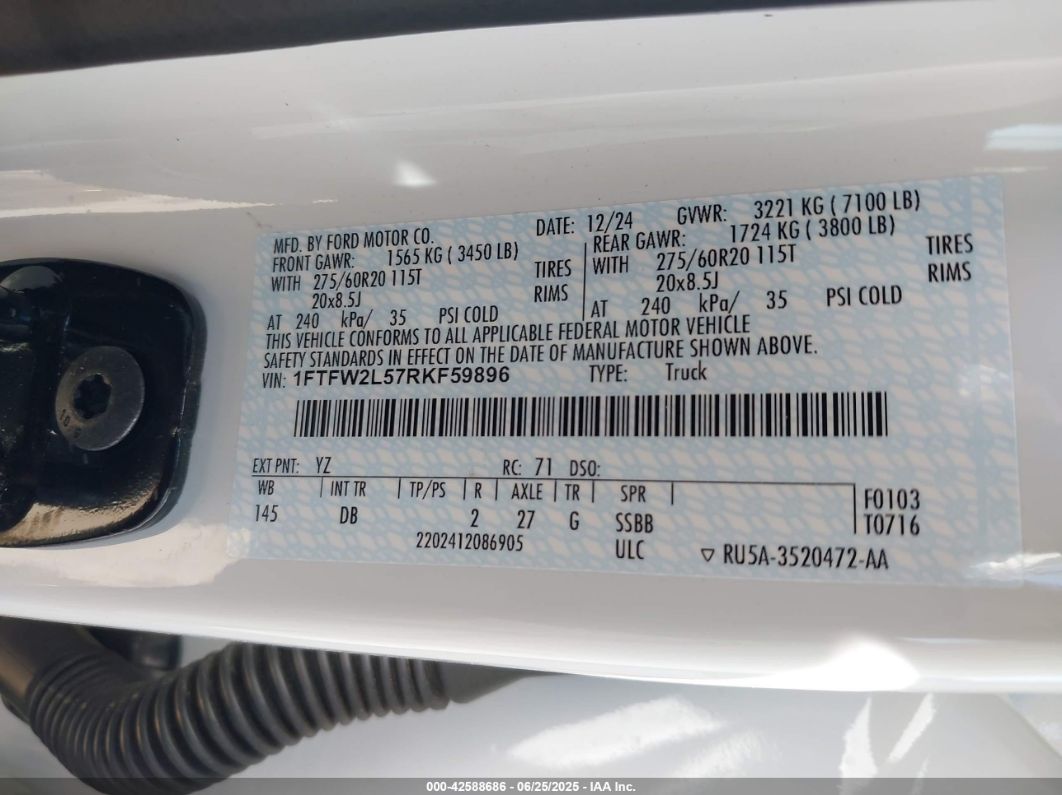 MFD. BY FORD MOTOR CO. DATE: 12/24 GVWR: 3221 KG ( 7100 LB)
FRONT GAWR: 1565 KG ( 3450 LB) REAR GAWR: 1724 KG ( 3800 LB)
WITH 275/60R20 115T TIRES WITH 275/60R20 115T TIRES
20x8.5J RIMS 20x8.5J RIMS
AT 240 kPa/ 35 PSI COLD AT 240 kPa/ 35 PSI COLD
THIS VEHICLE CONFORMS TO ALL APPLICABLE FEDERAL MOTOR VEHICLE
SAFETY STANDARDS IN EFFECT ON THE DATE OF MANUFACTURE SHOWN ABOVE.
VIN: 1FTFW2L57RKF59896 TYPE: Truck
EXT PNT: YZ RC: 71 DSO:
WB INT TR TP/PS R AXLE TR SPR F0103
145 DB 2 27 G SSBB T0716
2202412086905 ULC RU5A-3520472-AA
000-42588686 - 06/25/2025 - IAA Inc.